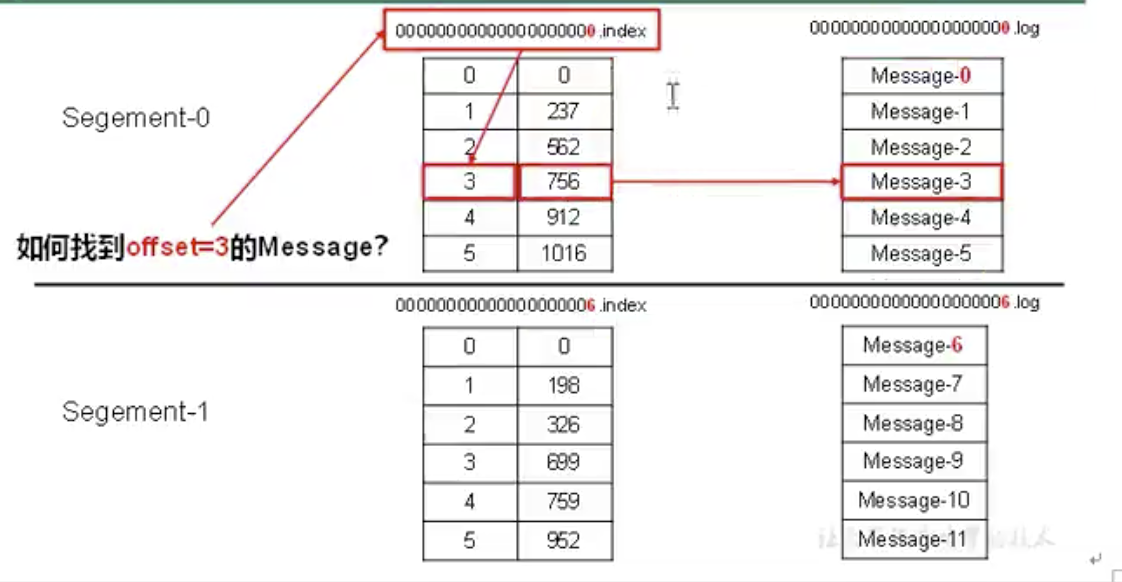 00000000000000000000.index 00000000000000000000.log
Segement-0
0 0 Message-0
1 237 Message-1
2 562 Message-2
3 756 Message-3
4 912 Message-4
5 1016 Message-5
如何找到offset=3的Message?
00000000000000000006.index 00000000000000000006.log
Segement-1
0 0 Message-6
1 198 Message-7
2 326 Message-8
3 699 Message-9
4 759 Message-10
5 952 Message-11